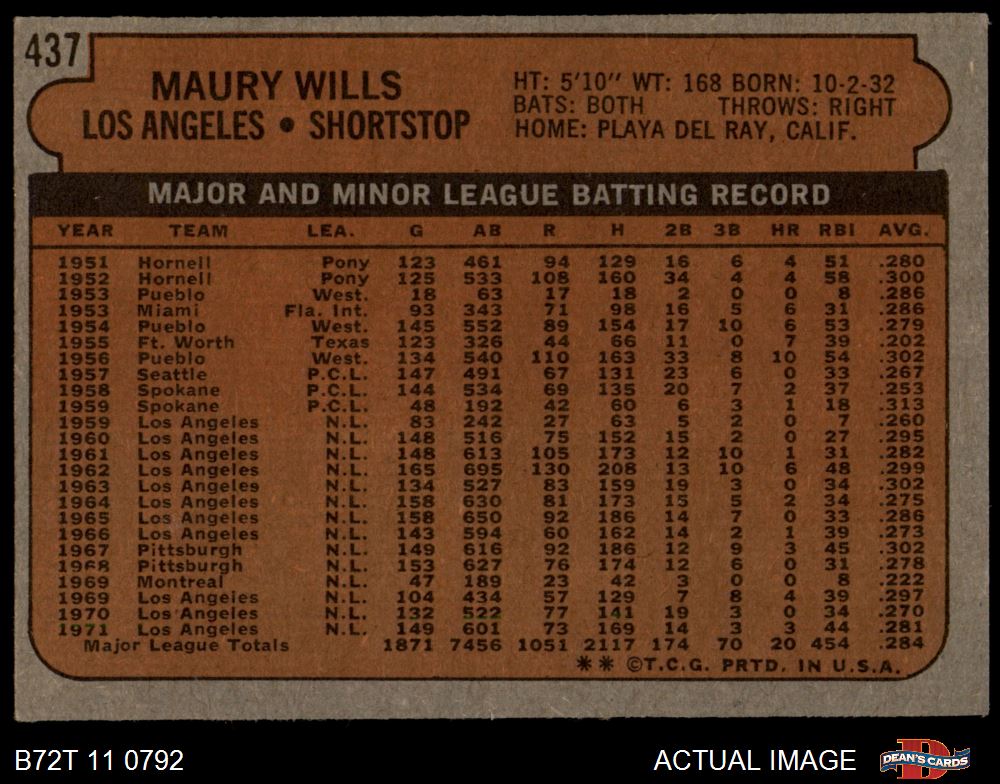 437
MAURY WILLS
LOS ANGELES • SHORTSTOP
HT: 5'10" WT: 168 BORN: 10-2-32
BATS: BOTH THROWS: RIGHT
HOME: PLAYA DEL RAY, CALIF.
MAJOR AND MINOR LEAGUE BATTING RECORD
YEAR TEAM LEA. G AB R H 2B 3B HR RBI AVG.
1951 Hornell Pony 123 461 94 129 16 6 4 51 .280
1952 Hornell Pony 125 533 108 160 34 4 4 58 .300
1953 Pueblo West. 18 63 17 18 2 0 0 8 .286
1953 Miami Fla. Int. 93 343 71 98 16 5 6 31 .286
1954 Pueblo West. 145 552 89 154 17 10 6 53 .279
1955 Ft. Worth Texas 123 326 44 66 11 0 7 39 .202
1956 Pueblo West. 134 540 110 163 33 8 10 54 .302
1957 Seattle P.C.L. 147 491 67 131 23 6 0 33 .267
1958 Spokane P.C.L. 144 534 69 135 20 7 2 37 .253
1959 Spokane P.C.L. 48 192 42 60 6 3 1 18 .313
1959 Los Angeles N.L. 83 242 27 63 5 2 0 7 .260
1960 Los Angeles N.L. 148 516 75 152 15 2 0 27 .295
1961 Los Angeles N.L. 148 613 105 173 12 10 1 31 .282
1962 Los Angeles N.L. 165 695 130 208 13 10 6 48 .299
1963 Los Angeles N.L. 134 527 83 159 19 3 0 34 .302
1964 Los Angeles N.L. 158 630 81 173 15 5 2 34 .275
1965 Los Angeles N.L. 158 650 92 186 14 7 0 33 .286
1966 Los Angeles N.L. 143 594 60 162 14 2 1 39 .273
1967 Pittsburgh N.L. 149 616 92 186 12 9 3 45 .302
1968 Pittsburgh N.L. 153 627 76 174 12 6 0 31 .278
1969 Montreal N.L. 47 189 23 42 3 0 0 8 .222
1969 Los Angeles N.L. 104 434 57 129 7 8 4 39 .297
1970 Los Angeles N.L. 132 522 77 141 19 3 0 34 .270
1971 Los Angeles N.L. 149 601 73 169 14 3 3 44 .281
Major League Totals 1871 7456 1051 2117 174 70 20 454 .284
** ©T.C.G. PRTD. IN U.S.A.
B72T 11 0792
ACTUAL IMAGE
D
DEAN'S CARDS